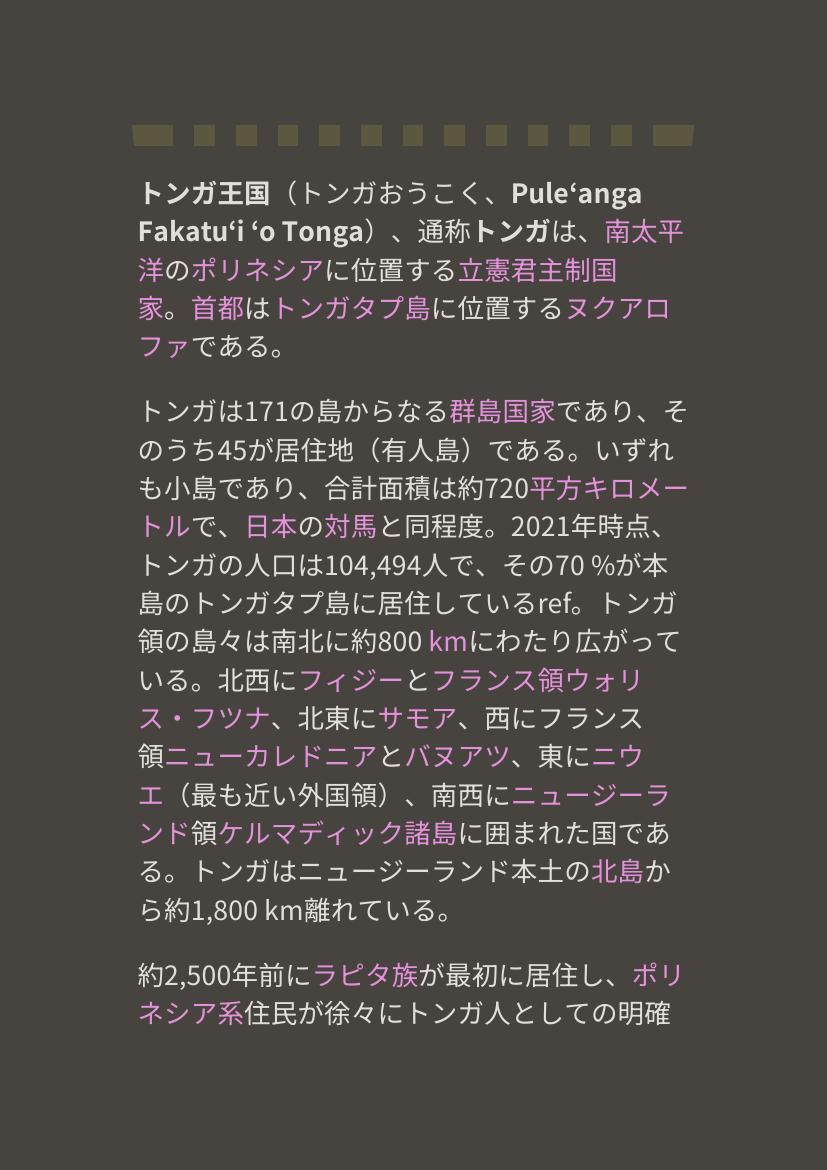 トンガ王国（トンガおうこく、Puleʻanga
Fakatuʻi ʻo Tonga）、通称トンガは、南太平
洋のポリネシアに位置する立憲君主制国
家。首都はトンガタプ島に位置するヌクアロ
ファである。
トンガは171の島からなる群島国家であり、そ
のうち45が居住地（有人島）である。いずれ
も小島であり、合計面積は約720平方キロメー
トルで、日本の対馬と同程度。2021年時点、
トンガの人口は104,494人で、その70 %が本
島のトンガタプ島に居住しているref。トンガ
領の島々は南北に約800 kmにわたり広がって
いる。北西にフィジーとフランス領ウォリ
ス・フツナ、北東にサモア、西にフランス
領ニューカレドニアとバヌアツ、東にニウ
エ（最も近い外国領）、南西にニュージーラ
ンド領ケルマディック諸島に囲まれた国であ
る。トンガはニュージーランド本土の北島か
ら約1,800 km離れている。
約2,500年前にラピタ族が最初に居住し、ポリ
ネシア系住民が徐々にトンガ人としての明確